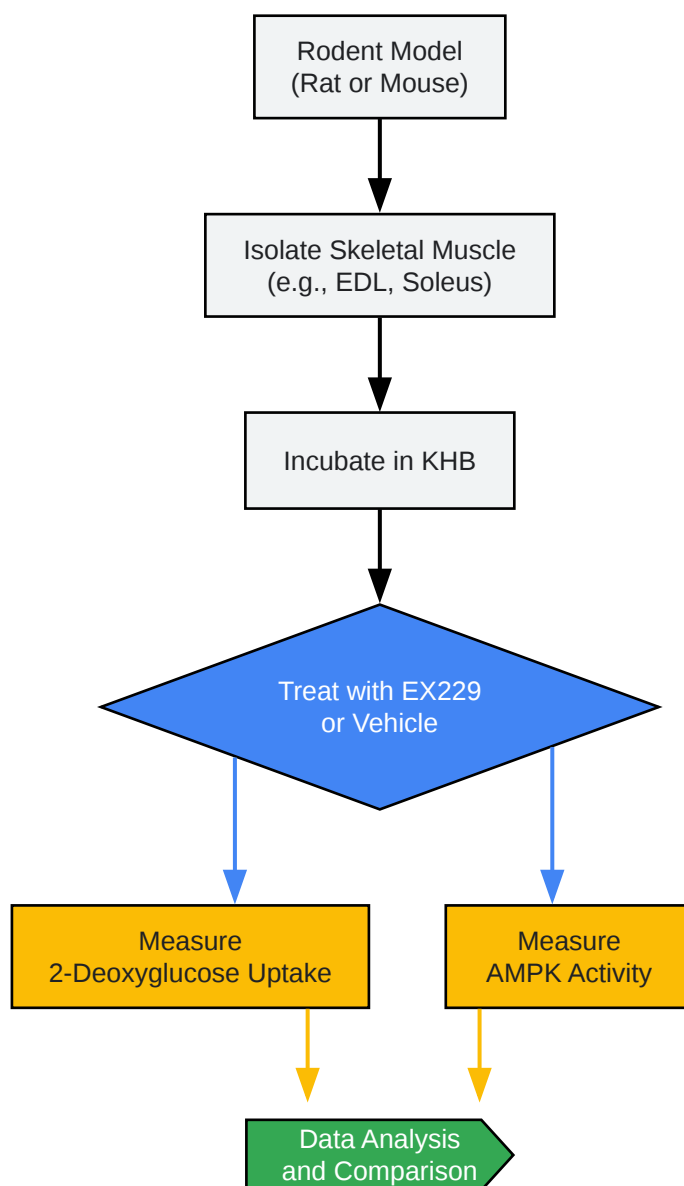 Rodent Model
(Rat or Mouse)
Isolate Skeletal Muscle
(e.g., EDL, Soleus)
Incubate in KHB
Treat with EX229
or Vehicle
Measure
2-Deoxyglucose Uptake
Measure
AMPK Activity
Data Analysis
and Comparison